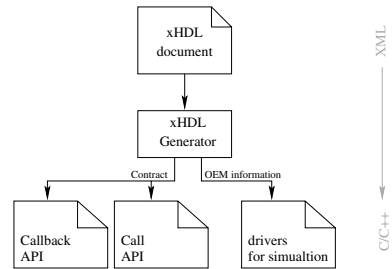 xHDL
document
XML
xHDL
Generator
Contract
OEM information
Callback
API
Call
API
drivers
for simualtion
C/C++